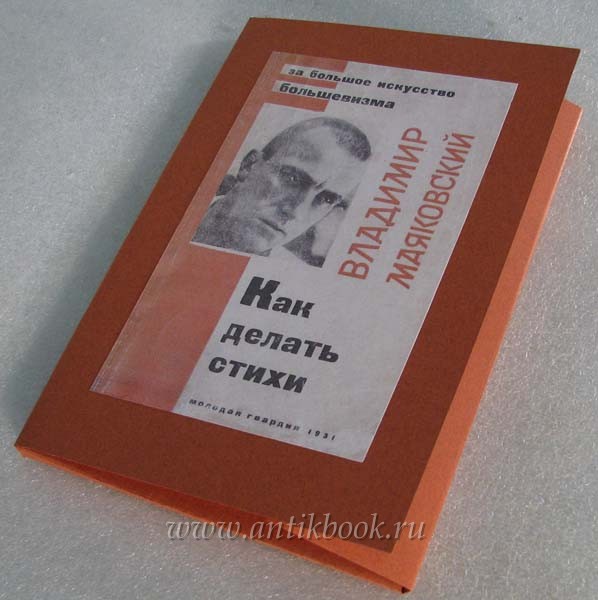 за большое искусство
большевизма
ВЛАДИМИР
МАЯКОВСКИЙ
Как
делать
стихи
молодая гвардия 1931
www.antikbook.ru